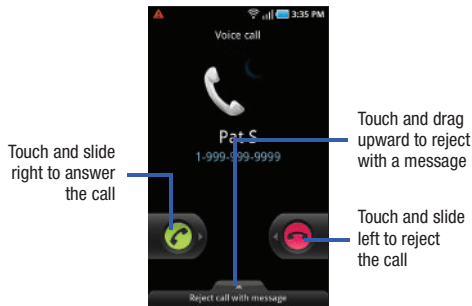 3:35 PM
Voice call
Pat S
1-999-999-9999
Touch and slide
right to answer
the call
Touch and drag
upward to reject
with a message
Touch and slide
left to reject
the call
Reject call with message